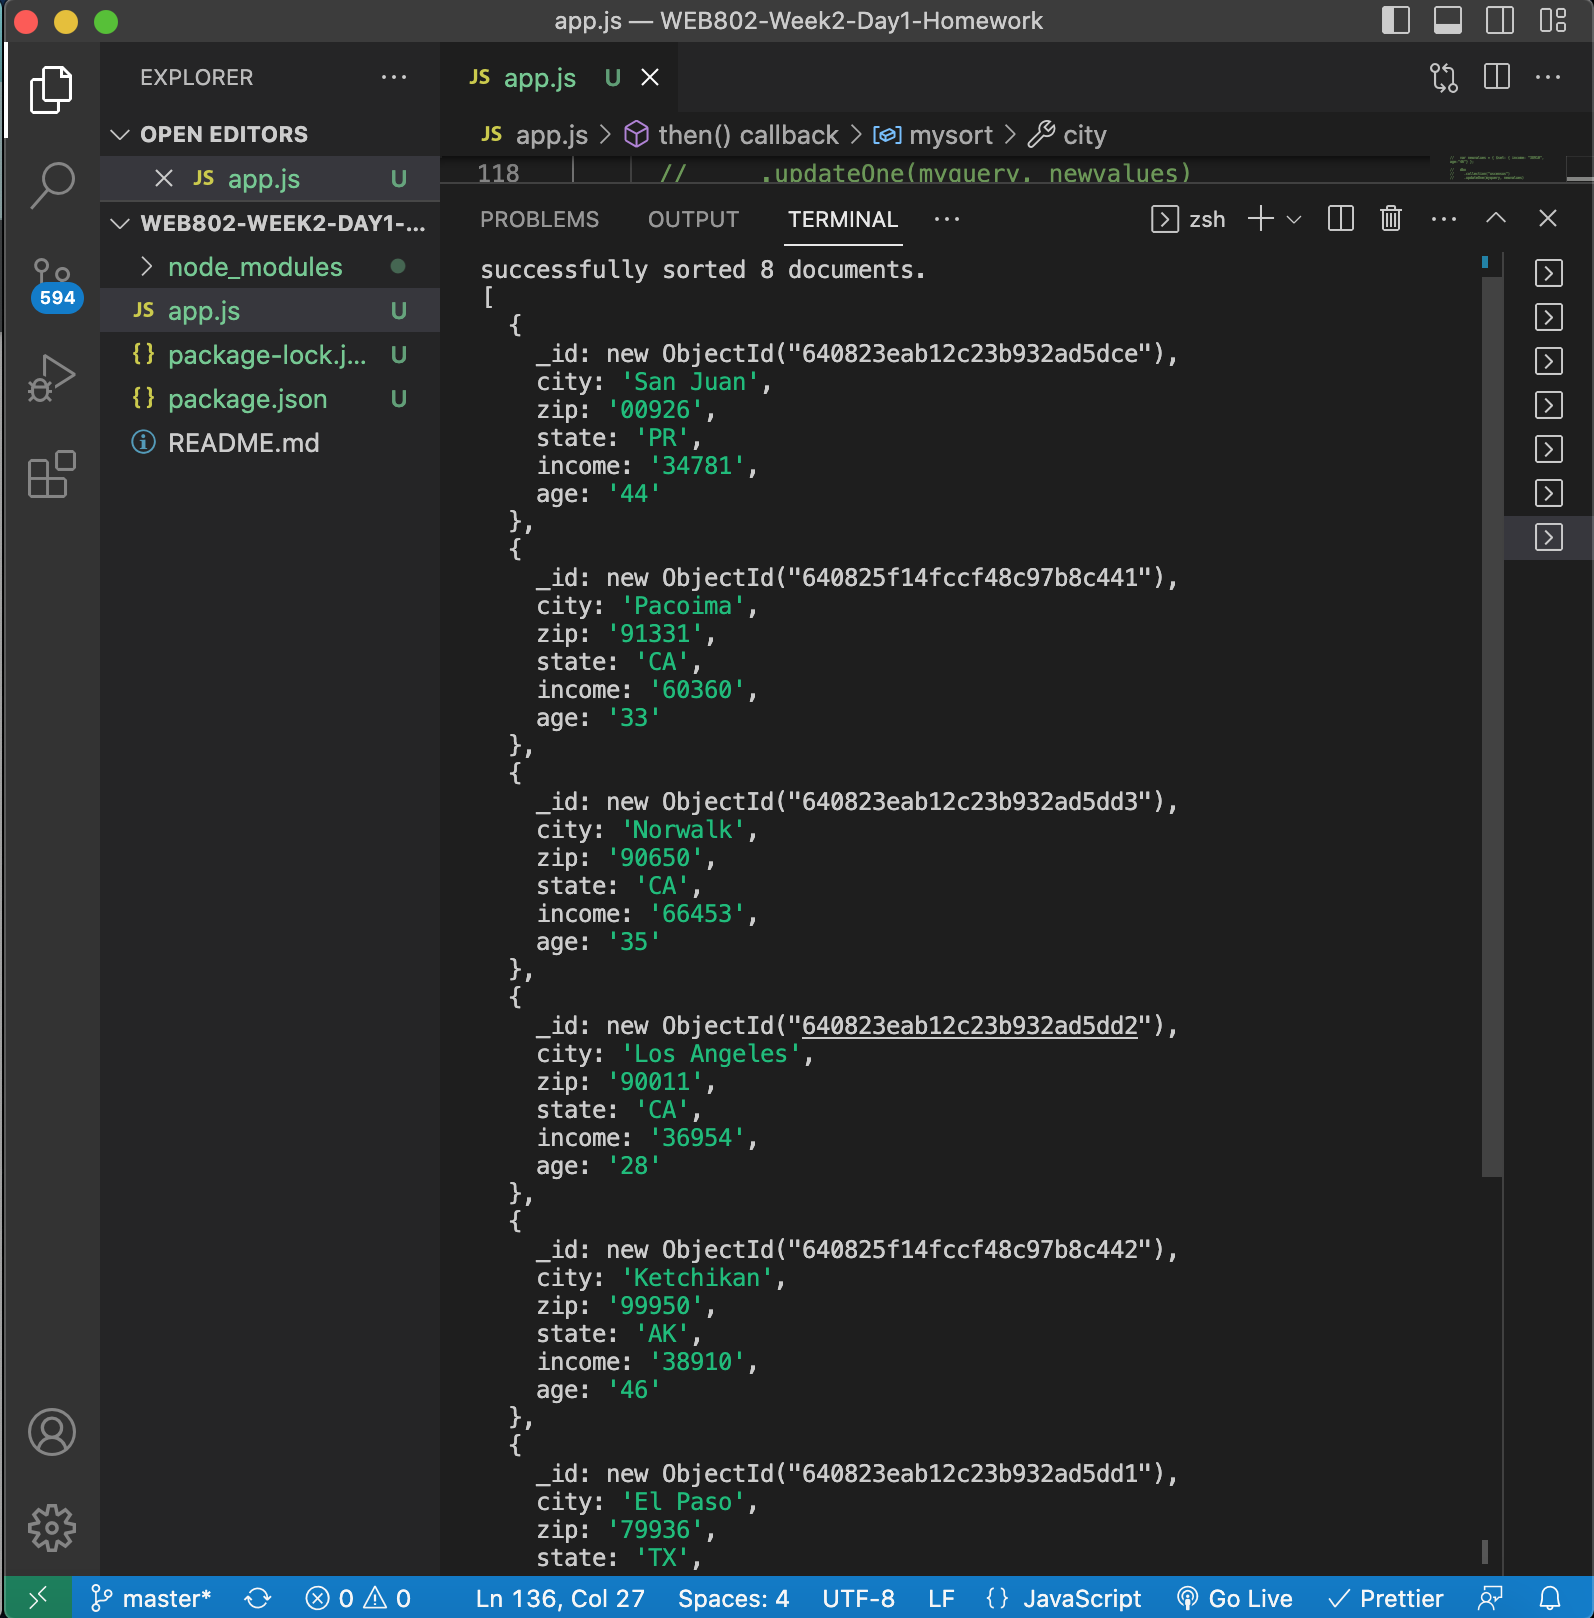 app.js — WEB802-Week2-Day1-Homework
EXPLORER
OPEN EDITORS
JS app.js U
WEB802-WEEK2-DAY1-...
node_modules
JS app.js U
{} package-lock.j... U
{} package.json U
README.md
594
JS app.js U
JS app.js > then() callback > mysort > city
118 // .updateOne(myquery, newvalues)
PROBLEMS OUTPUT TERMINAL ... zsh
successfully sorted 8 documents.
[
{
_id: new ObjectId("640823eab12c23b932ad5dce"),
city: 'San Juan',
zip: '00926',
state: 'PR',
income: '34781',
age: '44'
},
{
_id: new ObjectId("640825f14fccf48c97b8c441"),
city: 'Pacoima',
zip: '91331',
state: 'CA',
income: '60360',
age: '33'
},
{
_id: new ObjectId("640823eab12c23b932ad5dd3"),
city: 'Norwalk',
zip: '90650',
state: 'CA',
income: '66453',
age: '35'
},
{
_id: new ObjectId("640823eab12c23b932ad5dd2"),
city: 'Los Angeles',
zip: '90011',
state: 'CA',
income: '36954',
age: '28'
},
{
_id: new ObjectId("640825f14fccf48c97b8c442"),
city: 'Ketchikan',
zip: '99950',
state: 'AK',
income: '38910',
age: '46'
},
{
_id: new ObjectId("640823eab12c23b932ad5dd1"),
city: 'El Paso',
zip: '79936',
state: 'TX',
master* 0 0 Ln 136, Col 27 Spaces: 4 UTF-8 LF {} JavaScript Go Live Prettier